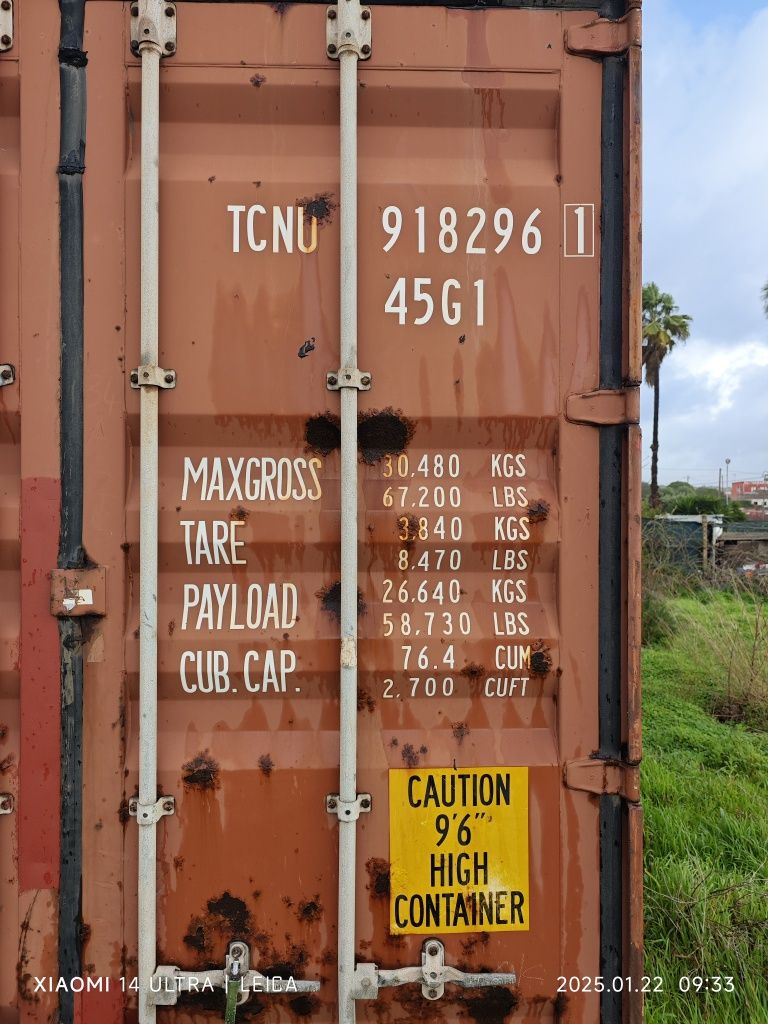 TCNU 918296 1
45G1
MAXGROSS 30,480 KGS
67,200 LBS
TARE 3,840 KGS
8,470 LBS
PAYLOAD 26,640 KGS
58,730 LBS
CUB. CAP. 76.4 CUM
2,700 CUFT
CAUTION
9'6"
HIGH
CONTAINER
XIAOMI 14 ULTRA | LEICA 2025.01.22 09:33